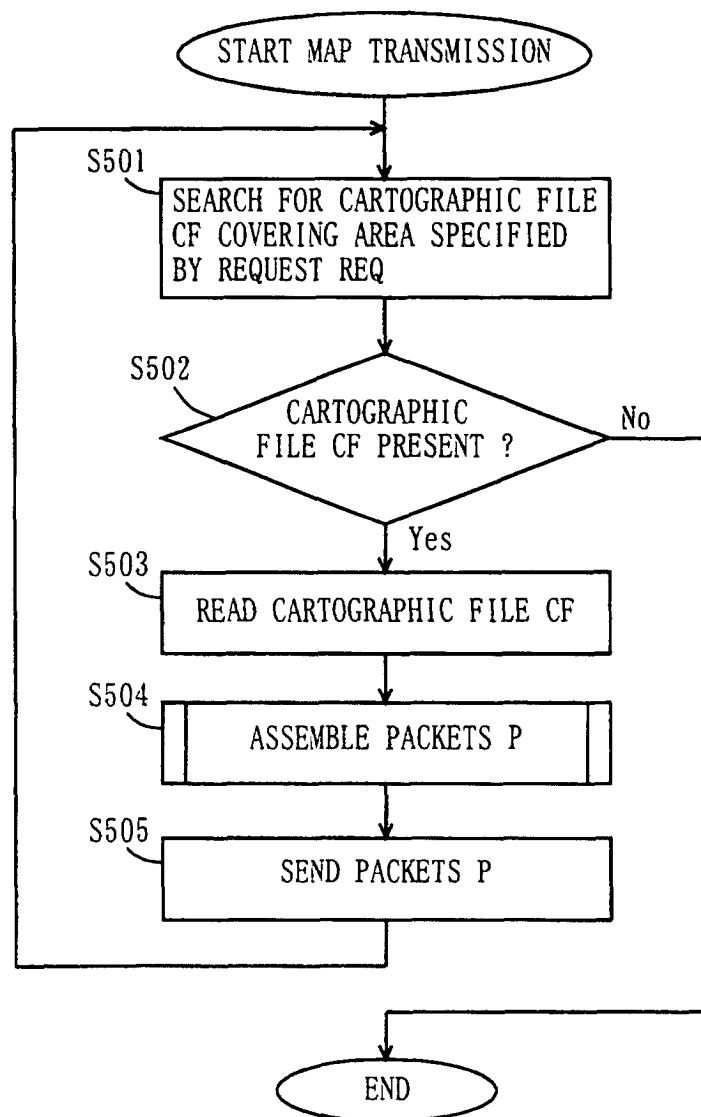 START MAP TRANSMISSION
S501
SEARCH FOR CARTOGRAPHIC FILE
CF COVERING AREA SPECIFIED
BY REQUEST REQ
S502
CARTOGRAPHIC
FILE CF PRESENT ?
No
Yes
S503
READ CARTOGRAPHIC FILE CF
S504
ASSEMBLE PACKETS P
S505
SEND PACKETS P
END